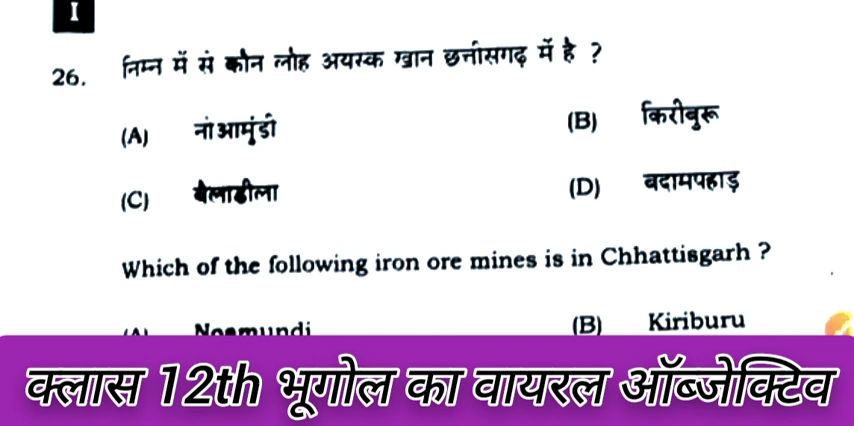 I
26. निम्न में से कौन लोह अयस्क खान छत्तीसगढ़ में है ?
(A) नोआमुंडी (B) किरीबुरू
(C) बैलाडीला (D) बदामपहाड़
Which of the following iron ore mines is in Chhattisgarh ?
(A) Noamundi (B) Kiriburu
क्लास 12th भूगोल का वायरल ऑब्जेक्टिव